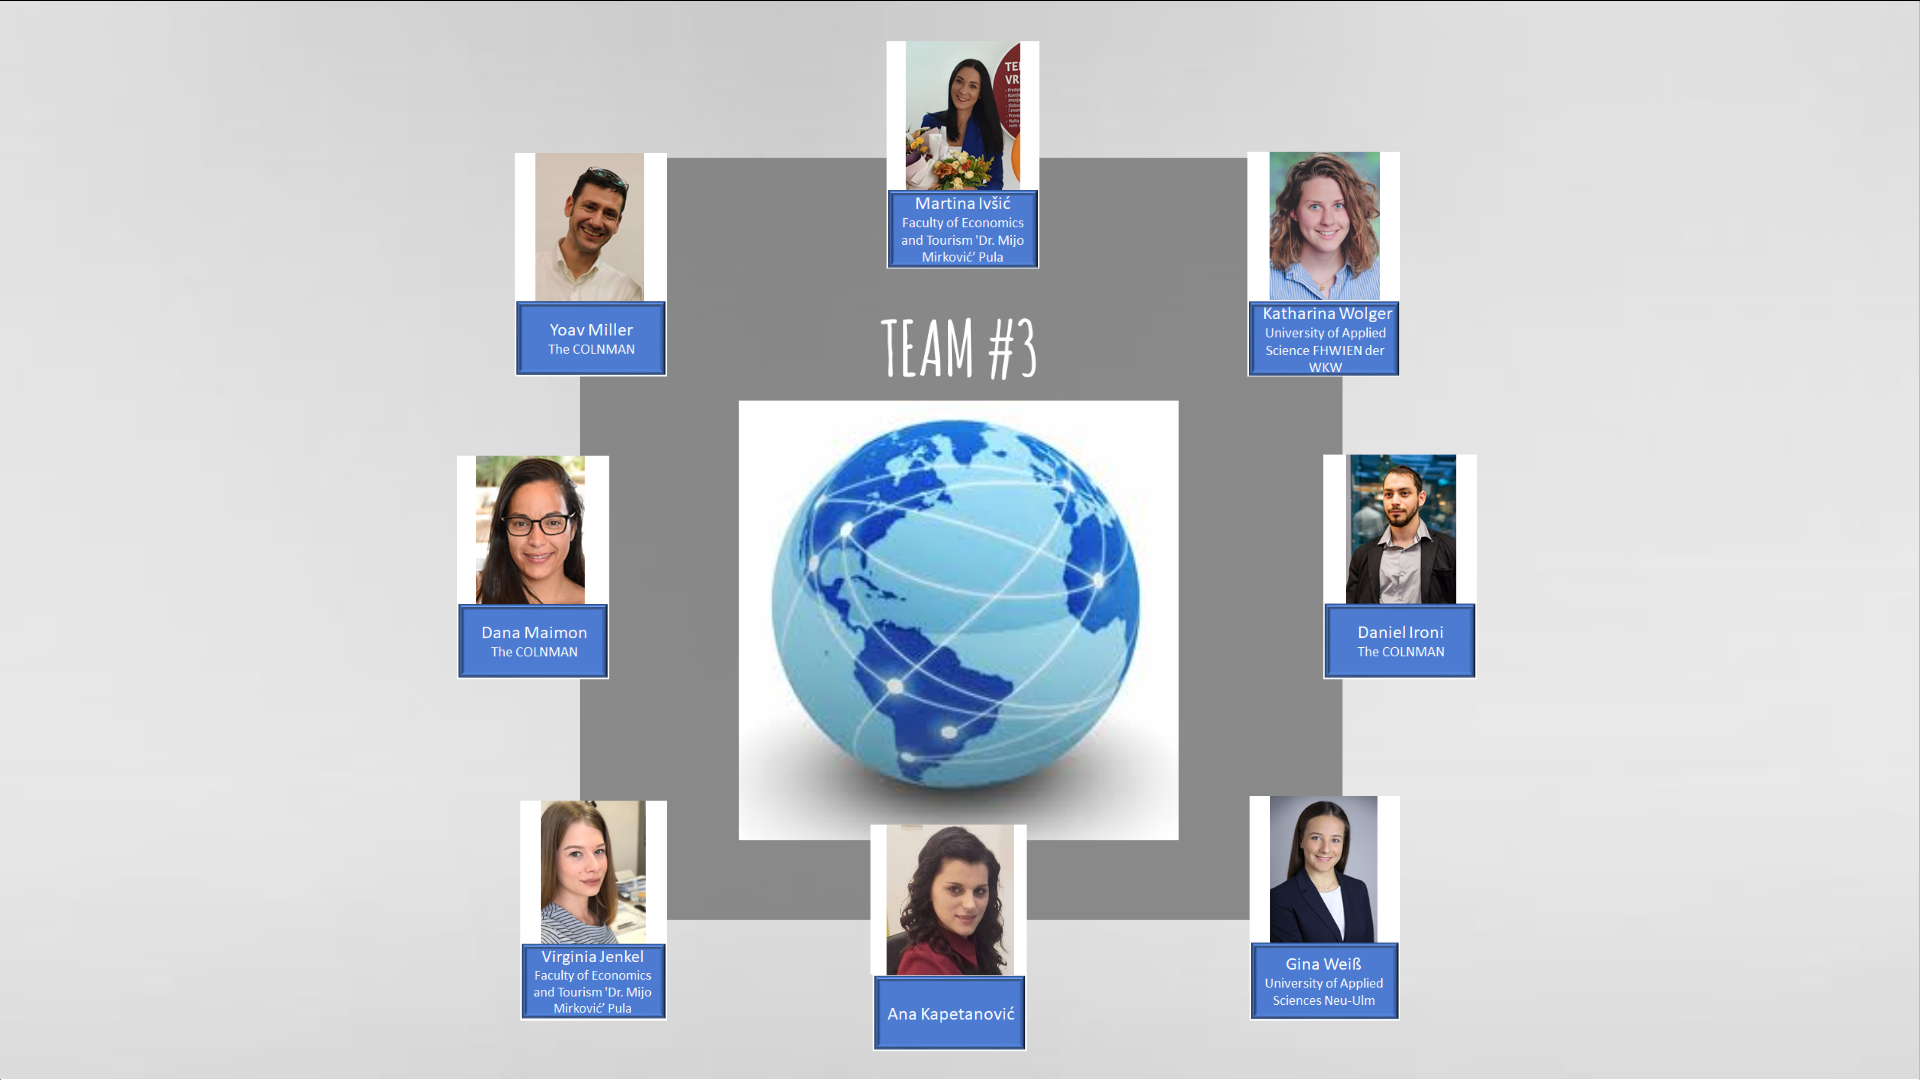 TEI
VR
Martina Ivšić
Faculty of Economics
and Tourism 'Dr. Mijo
Mirković’ Pula
Yoav Miller
The COLNMAN
Katharina Wolger
University of Applied
Science FHWIEN der
WKW
TEAM #3
Dana Maimon
The COLNMAN
Daniel Ironi
The COLNMAN
Virginia Jenkel
Faculty of Economics
and Tourism 'Dr. Mijo
Mirković’ Pula
Ana Kapetanović
Gina Weiß
University of Applied
Sciences Neu-Ulm